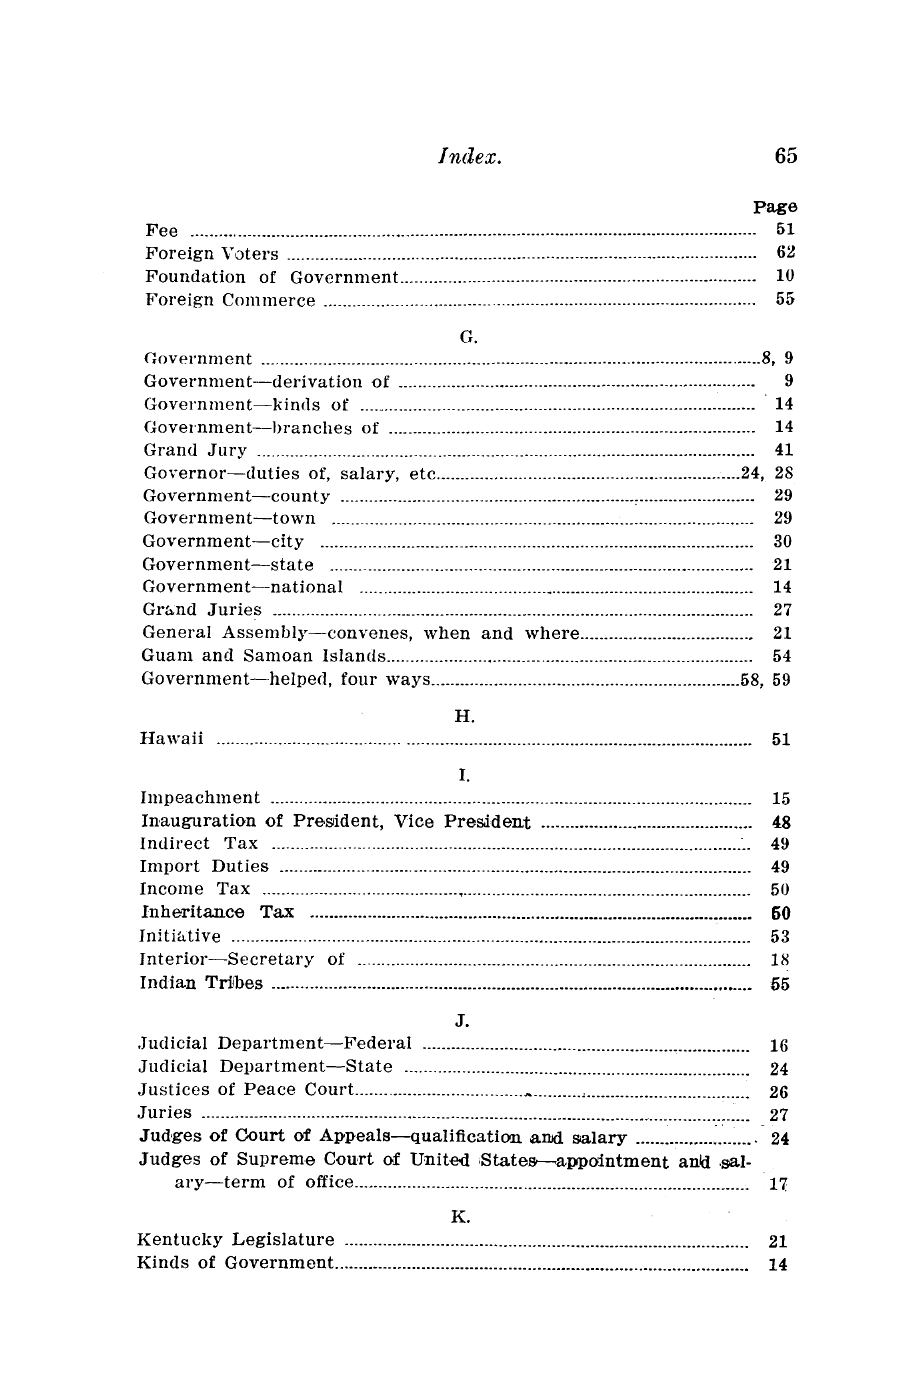 Index. 65
Page
Fee 51
Foreign Voters 62
Foundation of Government 10
Foreign Commerce 55
G.
Government 8, 9
Government—derivation of 9
Government—kinds of 14
Government—branches of 14
Grand Jury 41
Governor—duties of, salary, etc. 24, 28
Government—county 29
Government—town 29
Government—city 30
Government—state 21
Government—national 14
Grand Juries 27
General Assembly—convenes, when and where 21
Guam and Samoan Islands 54
Government—helped, four ways 58, 59
H.
Hawaii 51
I.
Impeachment 15
Inauguration of President, Vice President 48
Indirect Tax 49
Import Duties 49
Income Tax 50
Inheritance Tax 50
Initiative 53
Interior—Secretary of 18
Indian Tribes 55
J.
Judicial Department—Federal 16
Judicial Department—State 24
Justices of Peace Court 26
Juries 27
Judges of Court of Appeals—qualification and salary 24
Judges of Supreme Court of United States—appointment and sal-
ary—term of office 17
K.
Kentucky Legislature 21
Kinds of Government 14